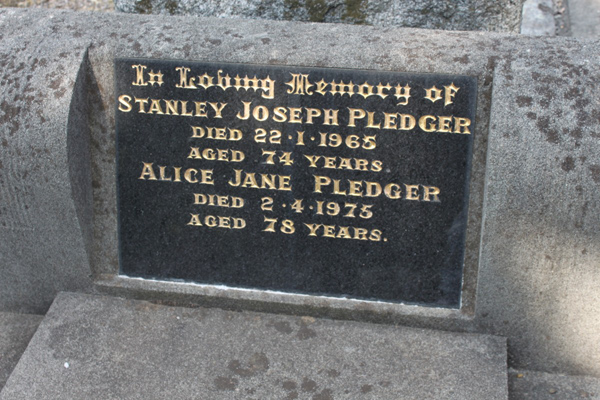 In Loving Memory of
STANLEY JOSEPH PLEDGER
DIED 22·1·1965
AGED 74 YEARS.
ALICE JANE PLEDGER
DIED 2·4·1975
AGED 78 YEARS.